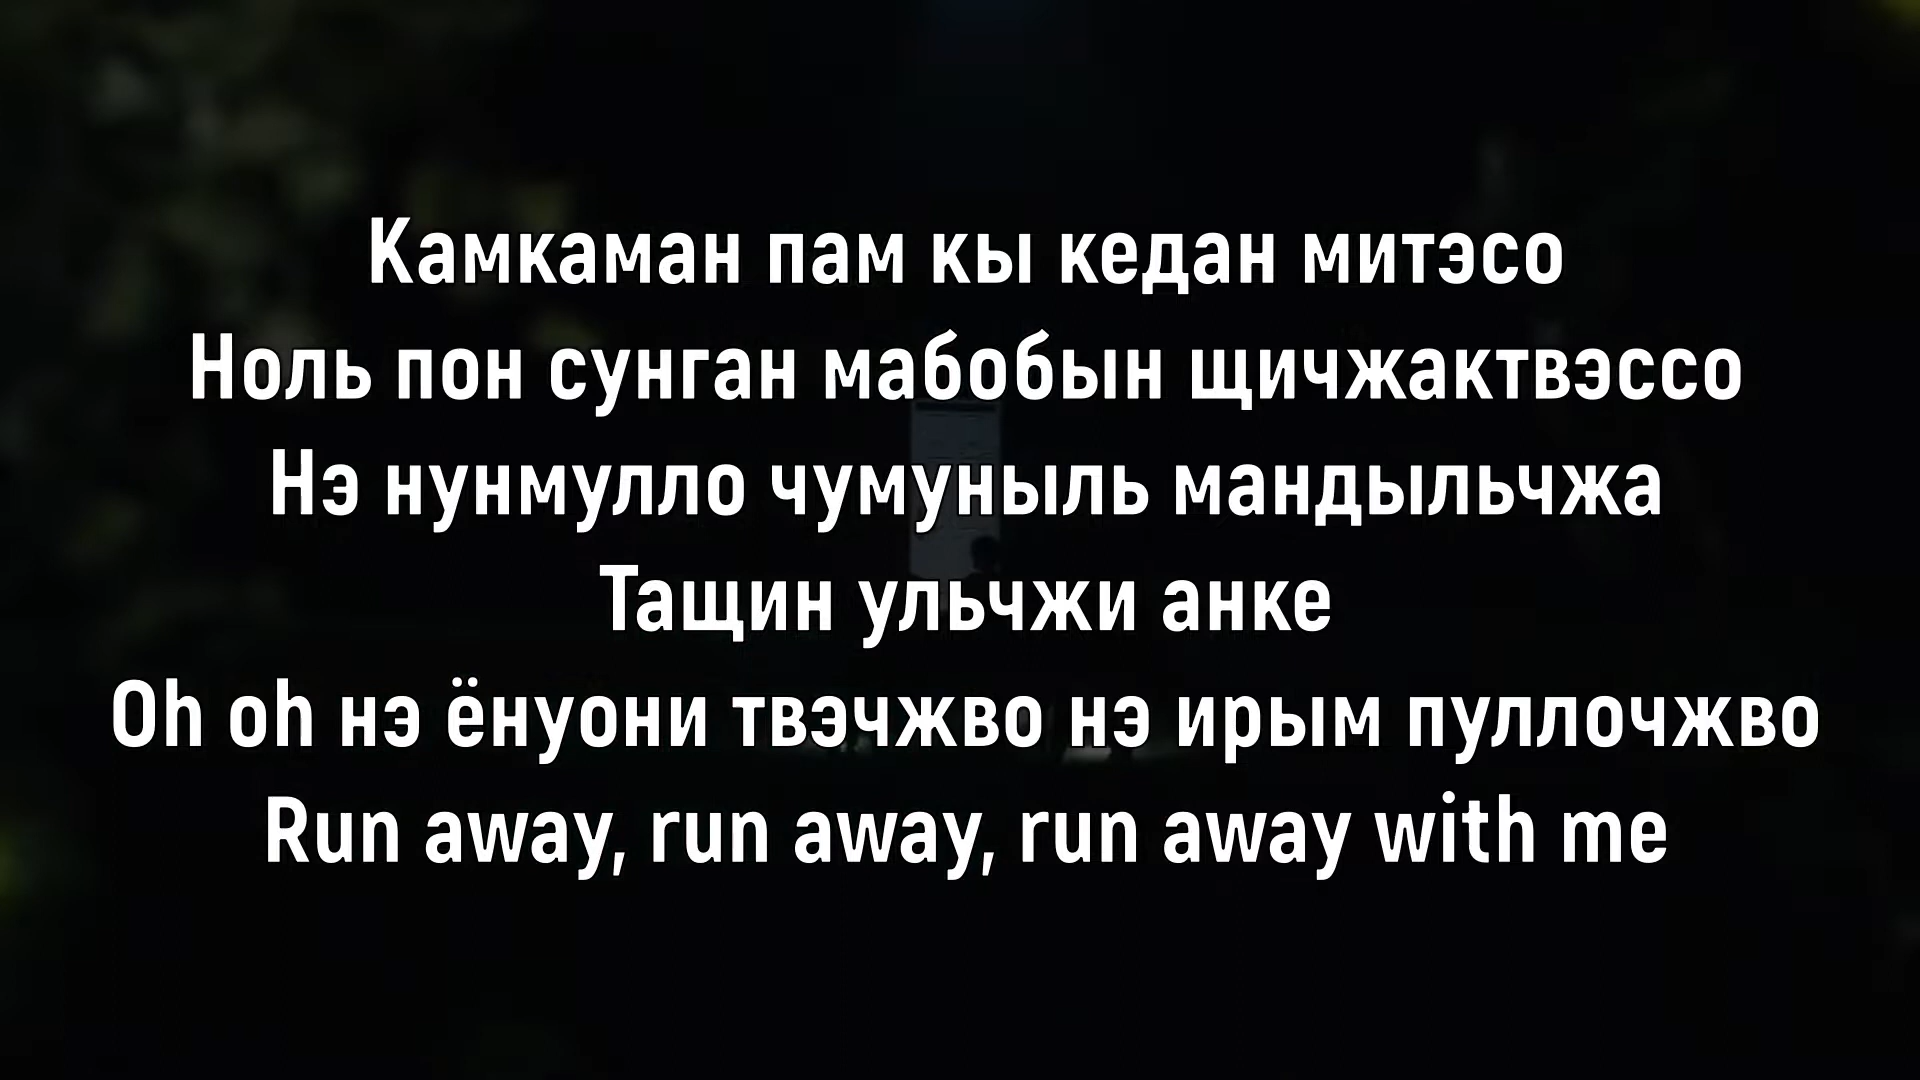 Камкаман пам кы кедан митэсо
Ноль пон сунган мабобын щичжактвэссо
Нэ нунмулло чумуныль мандыльчжа
Тащин ульчжи анке
Oh oh нэ ёнуони твэчжво нэ ирым пуллочжво
Run away, run away, run away with me